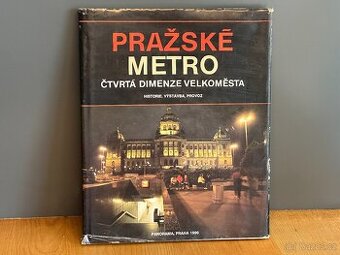 PRAŽSKÉ
METRO
ČTVRTÁ DIMENZE VELKOMĚSTA
HISTORIE, VÝSTAVBA, PROVOZ
PANORAMA, PRAHA 1990